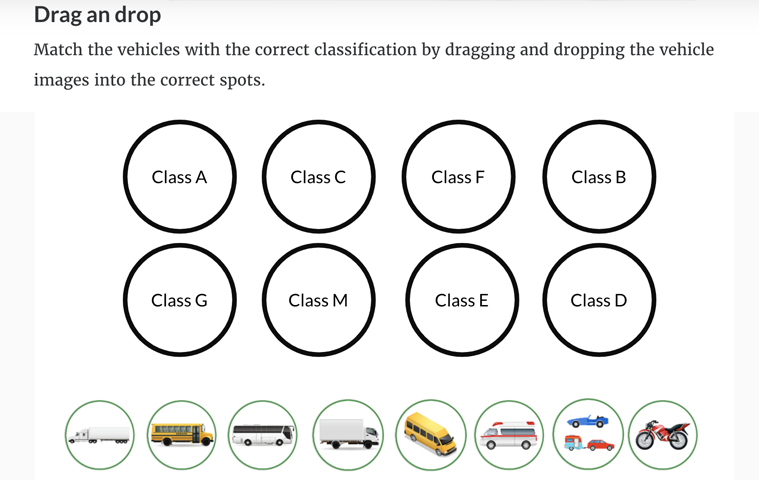 Drag an drop
Match the vehicles with the correct classification by dragging and dropping the vehicle
images into the correct spots.
Class A
Class C
Class F
Class B
Class G
Class M
Class E
Class D